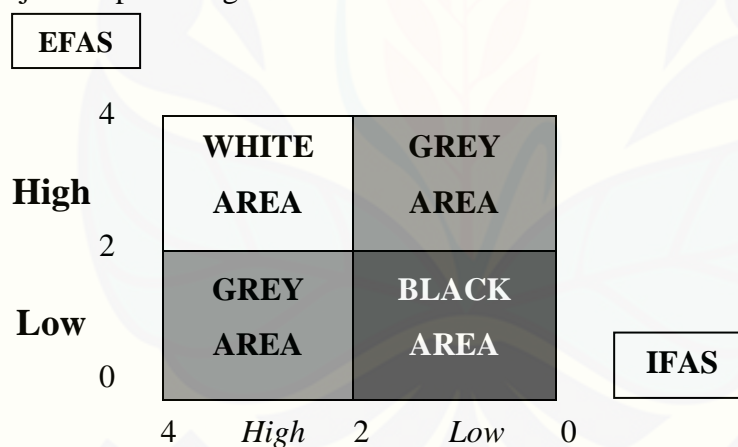 EFAS
4
WHITE GREY
High AREA AREA
2
GREY BLACK
Low AREA AREA
IFAS
0
4 High 2 Low 0